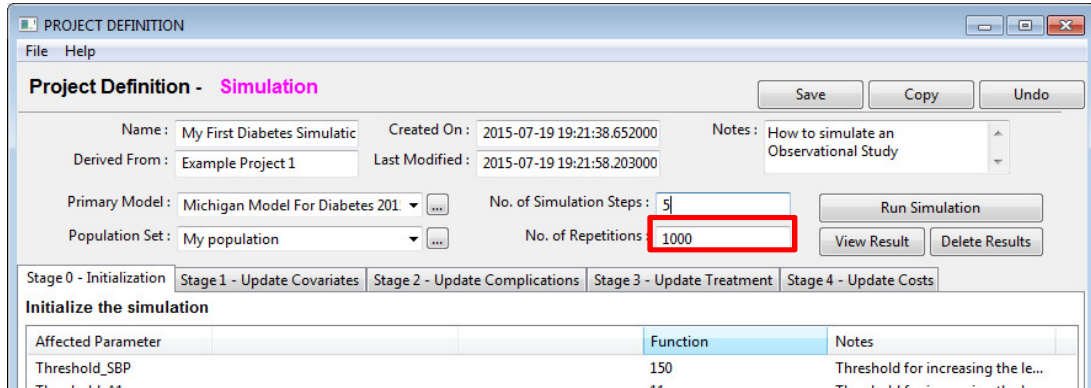 PROJECT DEFINITION
File Help
Project Definition - Simulation
Save Copy Undo
Name : My First Diabetes Simulatic Created On : 2015-07-19 19:21:38.652000 Notes : How to simulate an
Observational Study
Derived From : Example Project 1 Last Modified : 2015-07-19 19:21:58.203000
Primary Model : Michigan Model For Diabetes 201 ... No. of Simulation Steps : 5 Run Simulation
Population Set : My population ... No. of Repetitions : 1000 View Result Delete Results
Stage 0 - Initialization Stage 1 - Update Covariates Stage 2 - Update Complications Stage 3 - Update Treatment Stage 4 - Update Costs
Initialize the simulation
Affected Parameter Function Notes
Threshold_SBP 150 Threshold for increasing the le...